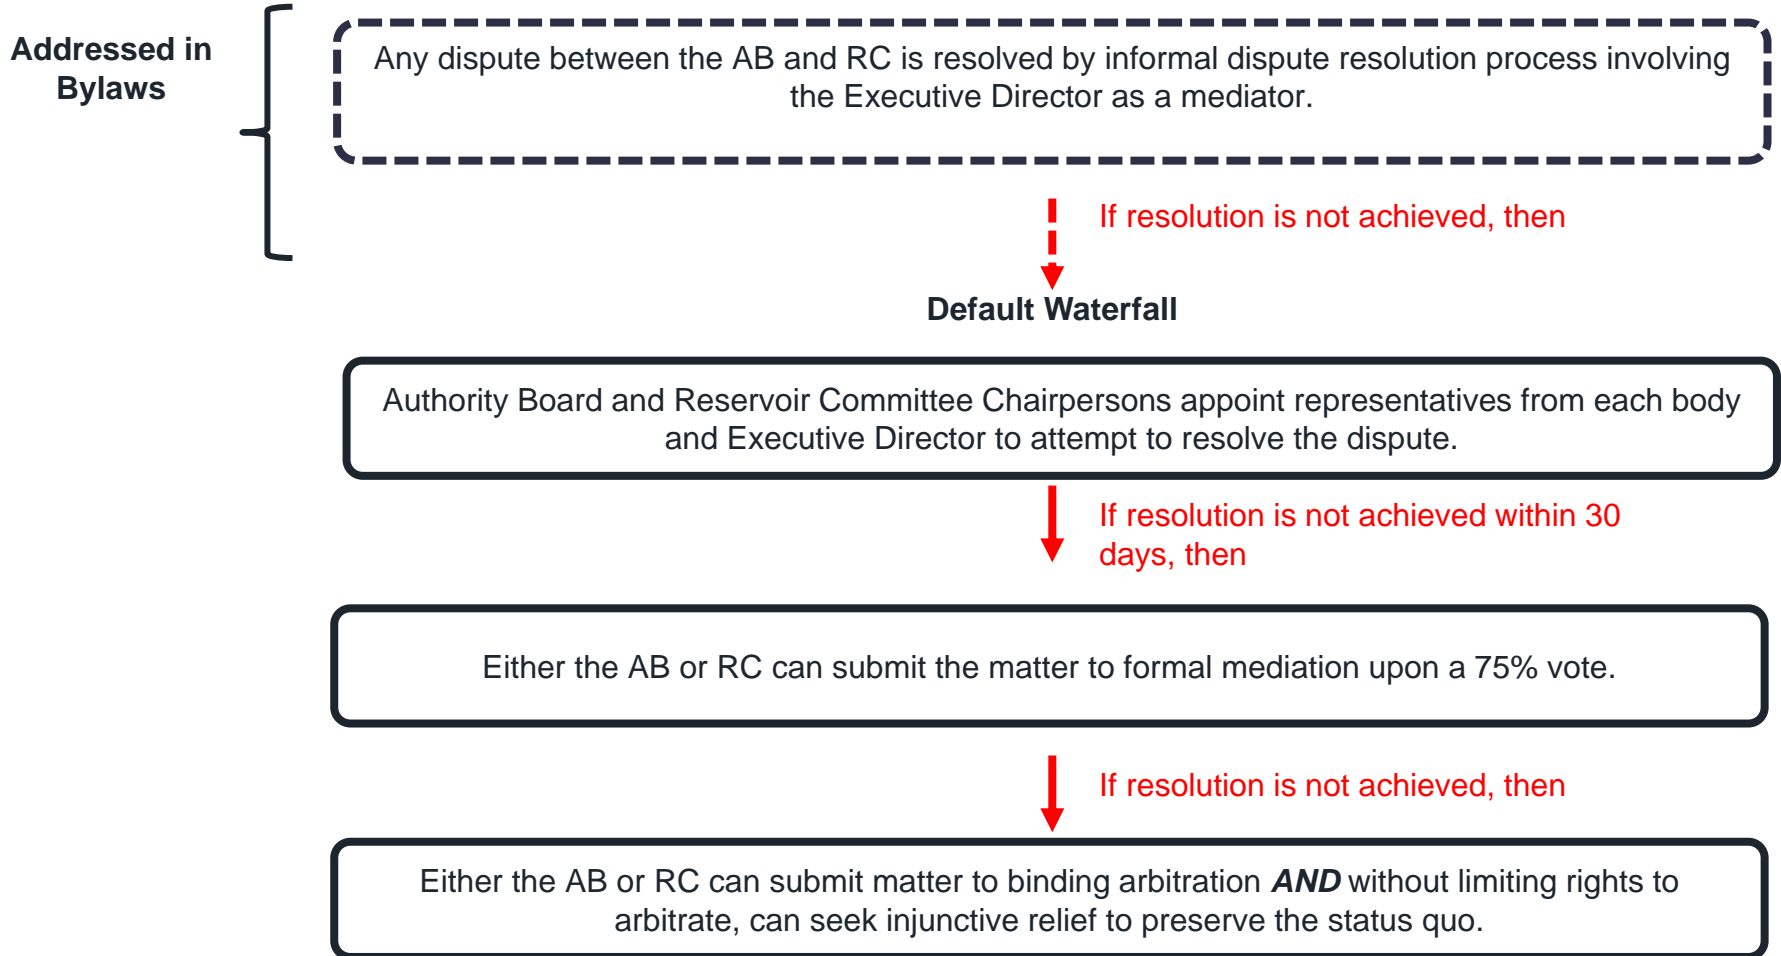 Addressed in
Bylaws
Any dispute between the AB and RC is resolved by informal dispute resolution process involving
the Executive Director as a mediator.
If resolution is not achieved, then
Default Waterfall
Authority Board and Reservoir Committee Chairpersons appoint representatives from each body
and Executive Director to attempt to resolve the dispute.
If resolution is not achieved within 30
days, then
Either the AB or RC can submit the matter to formal mediation upon a 75% vote.
If resolution is not achieved, then
Either the AB or RC can submit matter to binding arbitration AND without limiting rights to
arbitrate, can seek injunctive relief to preserve the status quo.